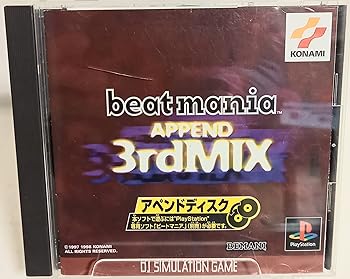 KONAMI
beatmania™
APPEND
3rdMIX
アペンドディスク
本ソフトで遊ぶには"PlayStation"
専用ソフト「ビートマニア」(別売)が必要です。
©1997 1998 KONAMI
ALL RIGHTS RESERVED.
BEMANI
PlayStation
DJ SIMULATION GAME